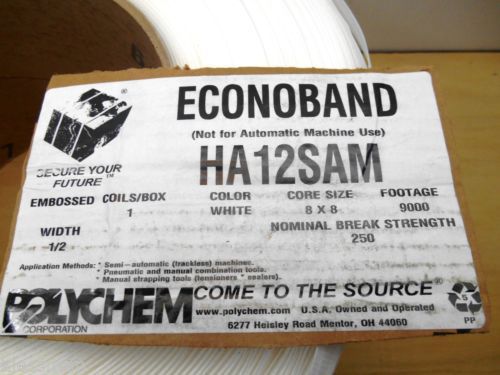 ECONOBAND
(Not for Automatic Machine Use)
HA12SAM
®
SECURE YOUR
FUTURE™
EMBOSSED COILS/BOX COLOR CORE SIZE FOOTAGE
1 WHITE 8 X 8 9000
WIDTH NOMINAL BREAK STRENGTH
1/2 250
Application Methods: * Semi-automatic (trackless) machines.
* Pneumatic and manual combination tools.
* Manual strapping tools (tensioners * sealers).
POLYCHEM COME TO THE SOURCE®
CORPORATION www.polychem.com U.S.A. Owned and Operated
6277 Heisley Road Mentor, OH 44060
5
PP